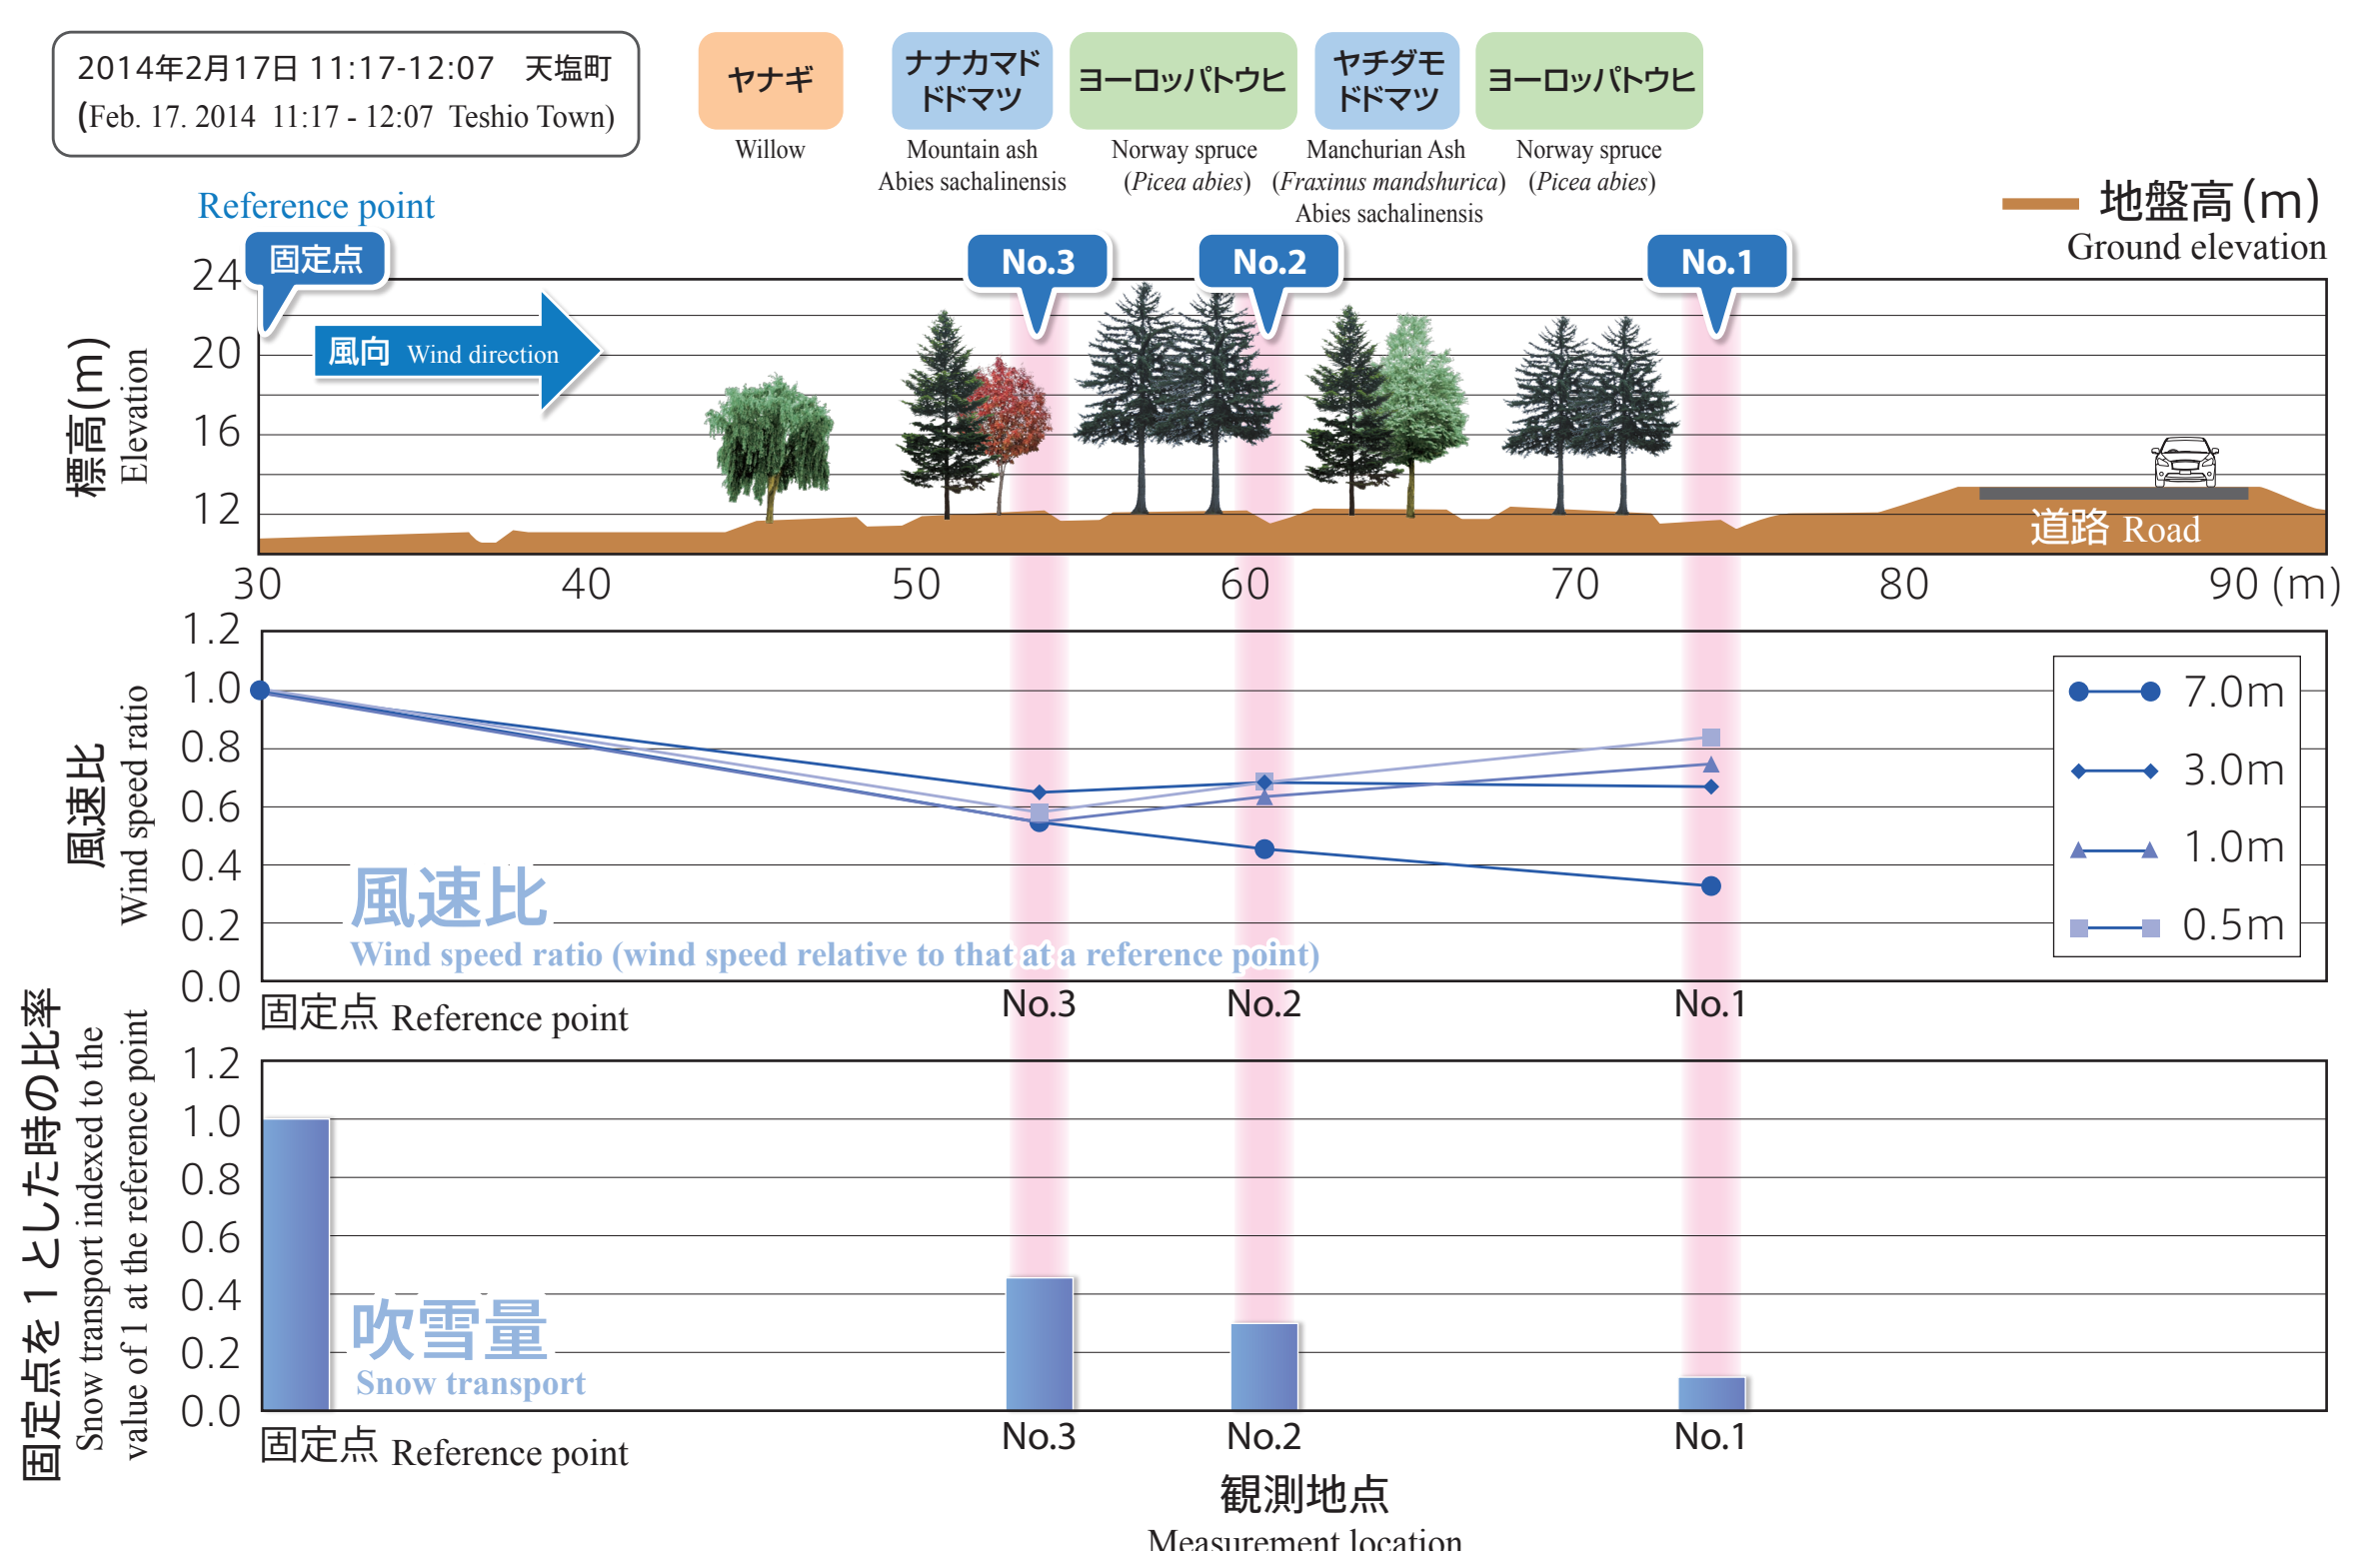 2014年2月17日 11:17-12:07　天塩町
(Feb. 17. 2014 11:17 - 12:07 Teshio Town)
ヤナギ
Willow
ナナカマド
ドドマツ
Mountain ash
Abies sachalinensis
ヨーロッパトウヒ
Norway spruce
(Picea abies)
ヤチダモ
ドドマツ
Manchurian Ash
(Fraxinus mandshurica)
Abies sachalinensis
ヨーロッパトウヒ
Norway spruce
(Picea abies)
地盤高(m)
Ground elevation
Reference point
固定点
No.3
No.2
No.1
風向 Wind direction
標高(m)
Elevation
24
20
16
12
道路 Road
30 40 50 60 70 80 90 (m)
風速比
Wind speed ratio
1.2
1.0
0.8
0.6
0.4
0.2
0.0
7.0m
3.0m
1.0m
0.5m
風速比
Wind speed ratio (wind speed relative to that at a reference point)
固定点 Reference point
No.3
No.2
No.1
固定点を1とした時の比率
Snow transport indexed to the
value of 1 at the reference point
1.2
1.0
0.8
0.6
0.4
0.2
0.0
吹雪量
Snow transport
固定点 Reference point
No.3
No.2
No.1
観測地点
Measurement location